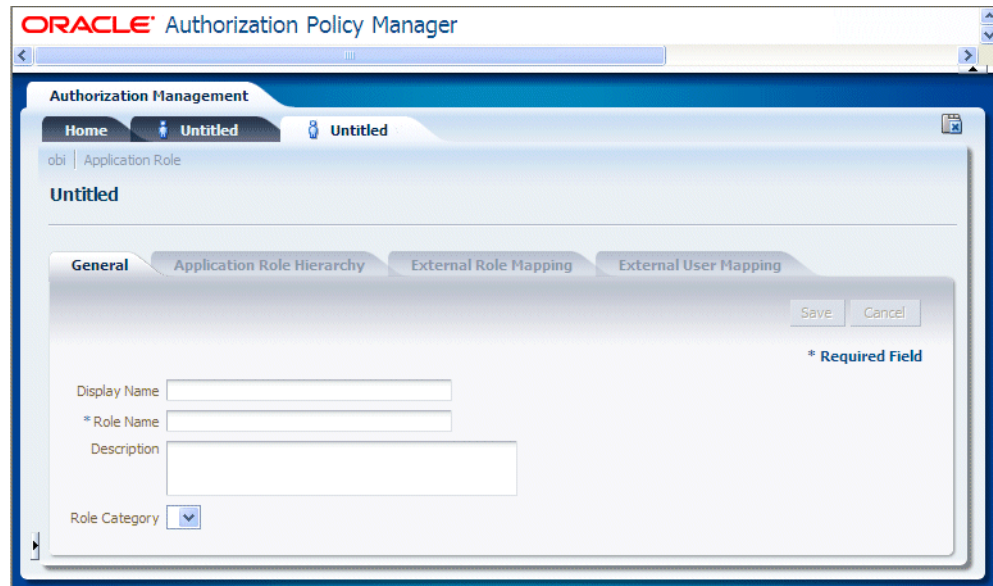 ORACLE Authorization Policy Manager
Authorization Management
Home Untitled Untitled
obi | Application Role
Untitled
General Application Role Hierarchy External Role Mapping External User Mapping
Save Cancel
* Required Field
Display Name
* Role Name
Description
Role Category